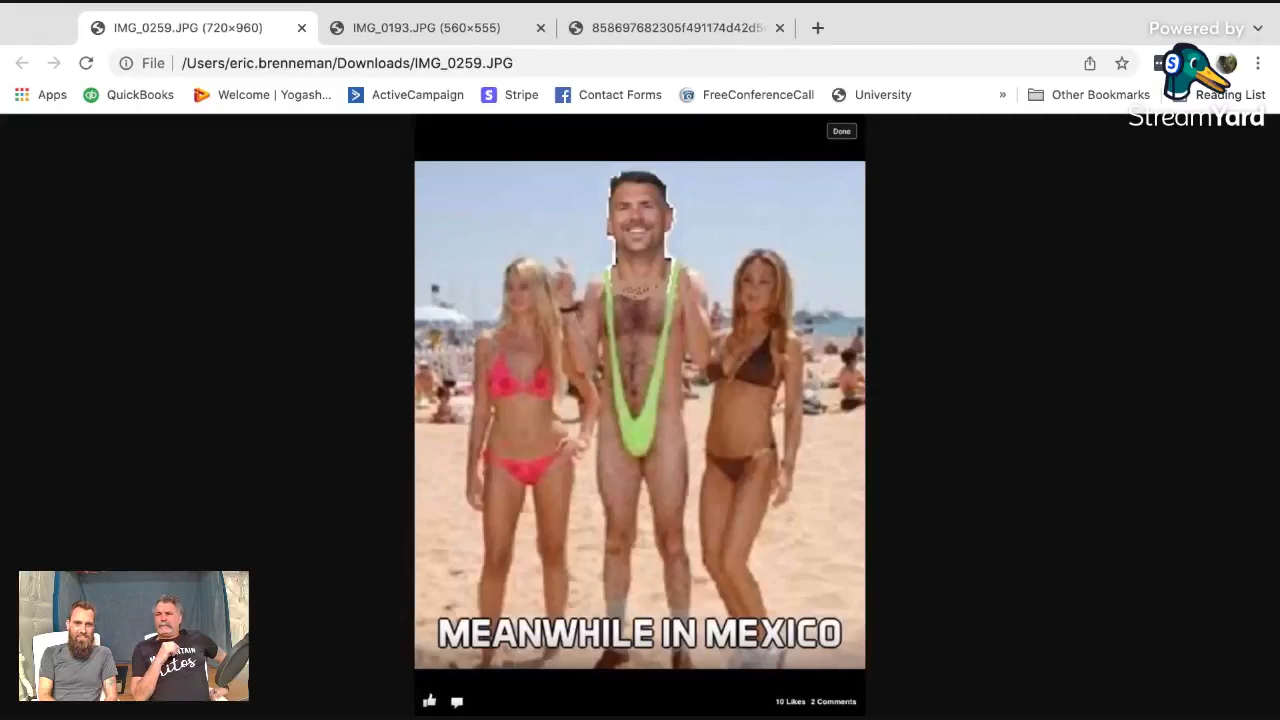 IMG_0259.JPG (720×960)
IMG_0193.JPG (560×555)
858697682305f491174d42d5
Powered by
File
/Users/eric.brenneman/Downloads/IMG_0259.JPG
Apps
QuickBooks
Welcome | Yogash...
ActiveCampaign
Stripe
Contact Forms
FreeConferenceCall
University
»
Other Bookmarks
Reading List
S
StreamYard
Done
MEANWHILE IN MEXICO
10 Likes 2 Comments